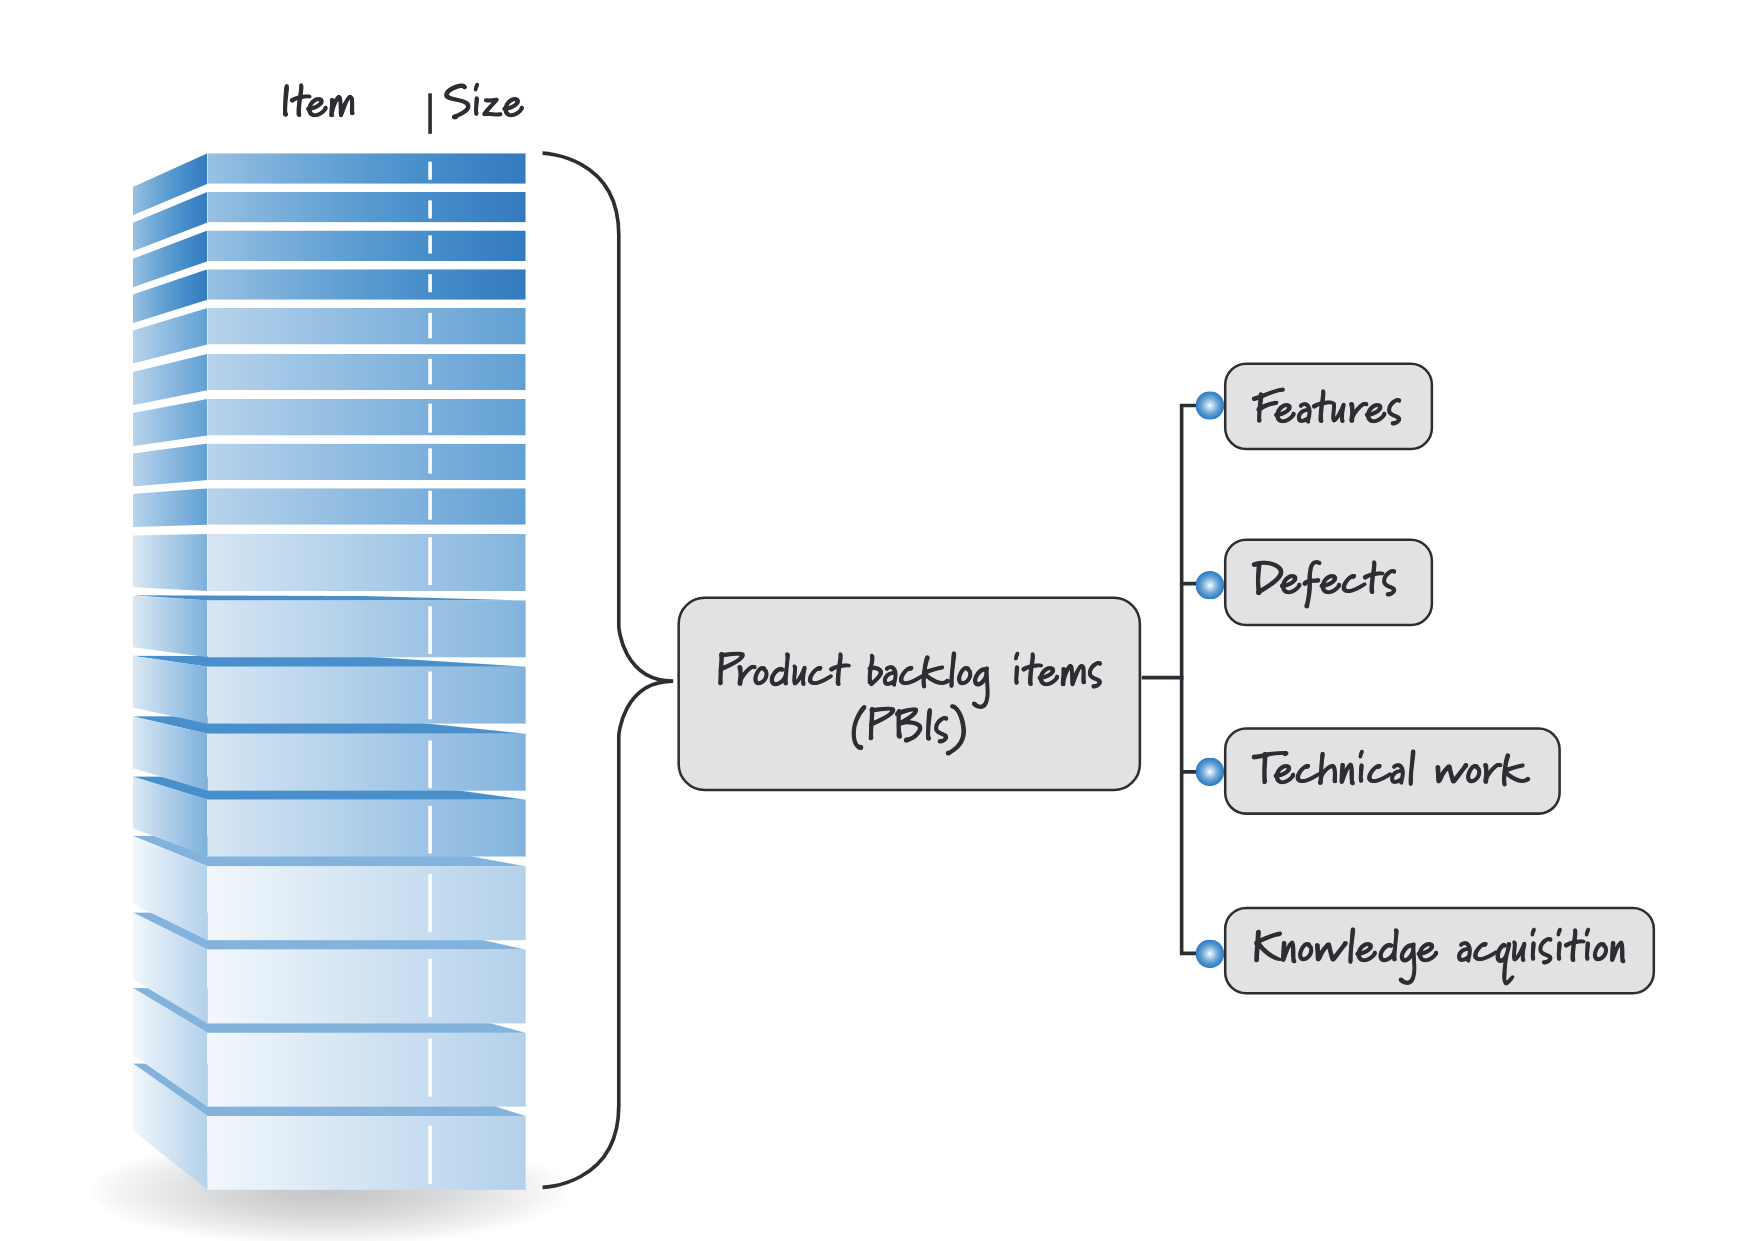 Item | Size
Product backlog items
(PBIs)
Features
Defects
Technical work
Knowledge acquisition